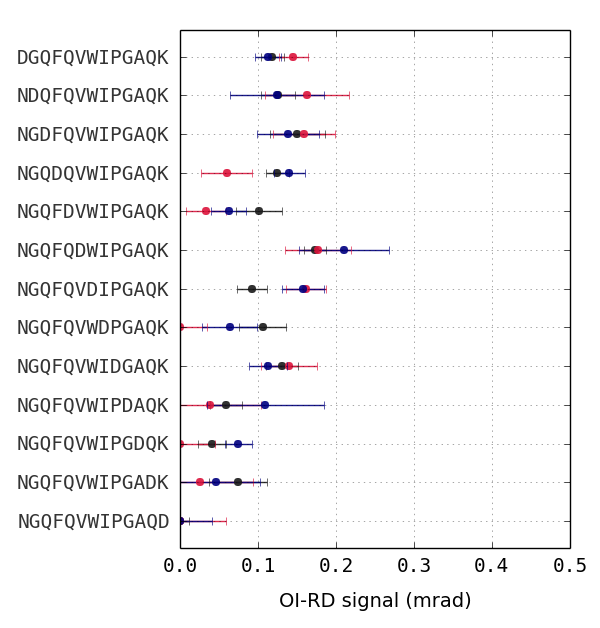 DGQFQVWIPGAQK
NDQFQVWIPGAQK
NGDFQVWIPGAQK
NGQDQVWIPGAQK
NGQFDVWIPGAQK
NGQFQDWIPGAQK
NGQFQVDIPGAQK
NGQFQVWDPGAQK
NGQFQVWIDGAQK
NGQFQVWIPDAQK
NGQFQVWIPGDQK
NGQFQVWIPGADK
NGQFQVWIPGAQD
0.0 0.1 0.2 0.3 0.4 0.5
OI-RD signal (mrad)